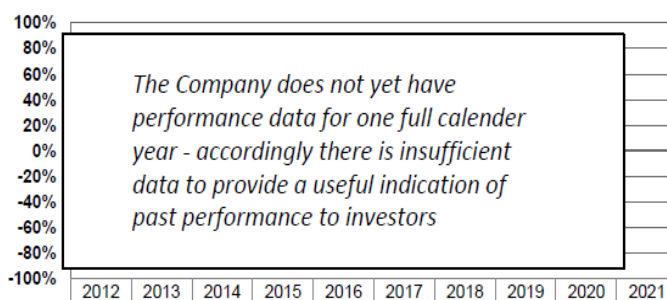 100%
80%
60%
40%
20%
0%
-20%
-40%
-60%
-80%
-100%
The Company does not yet have
performance data for one full calender
year - accordingly there is insufficient
data to provide a useful indication of
past performance to investors
2012 2013 2014 2015 2016 2017 2018 2019 2020 2021